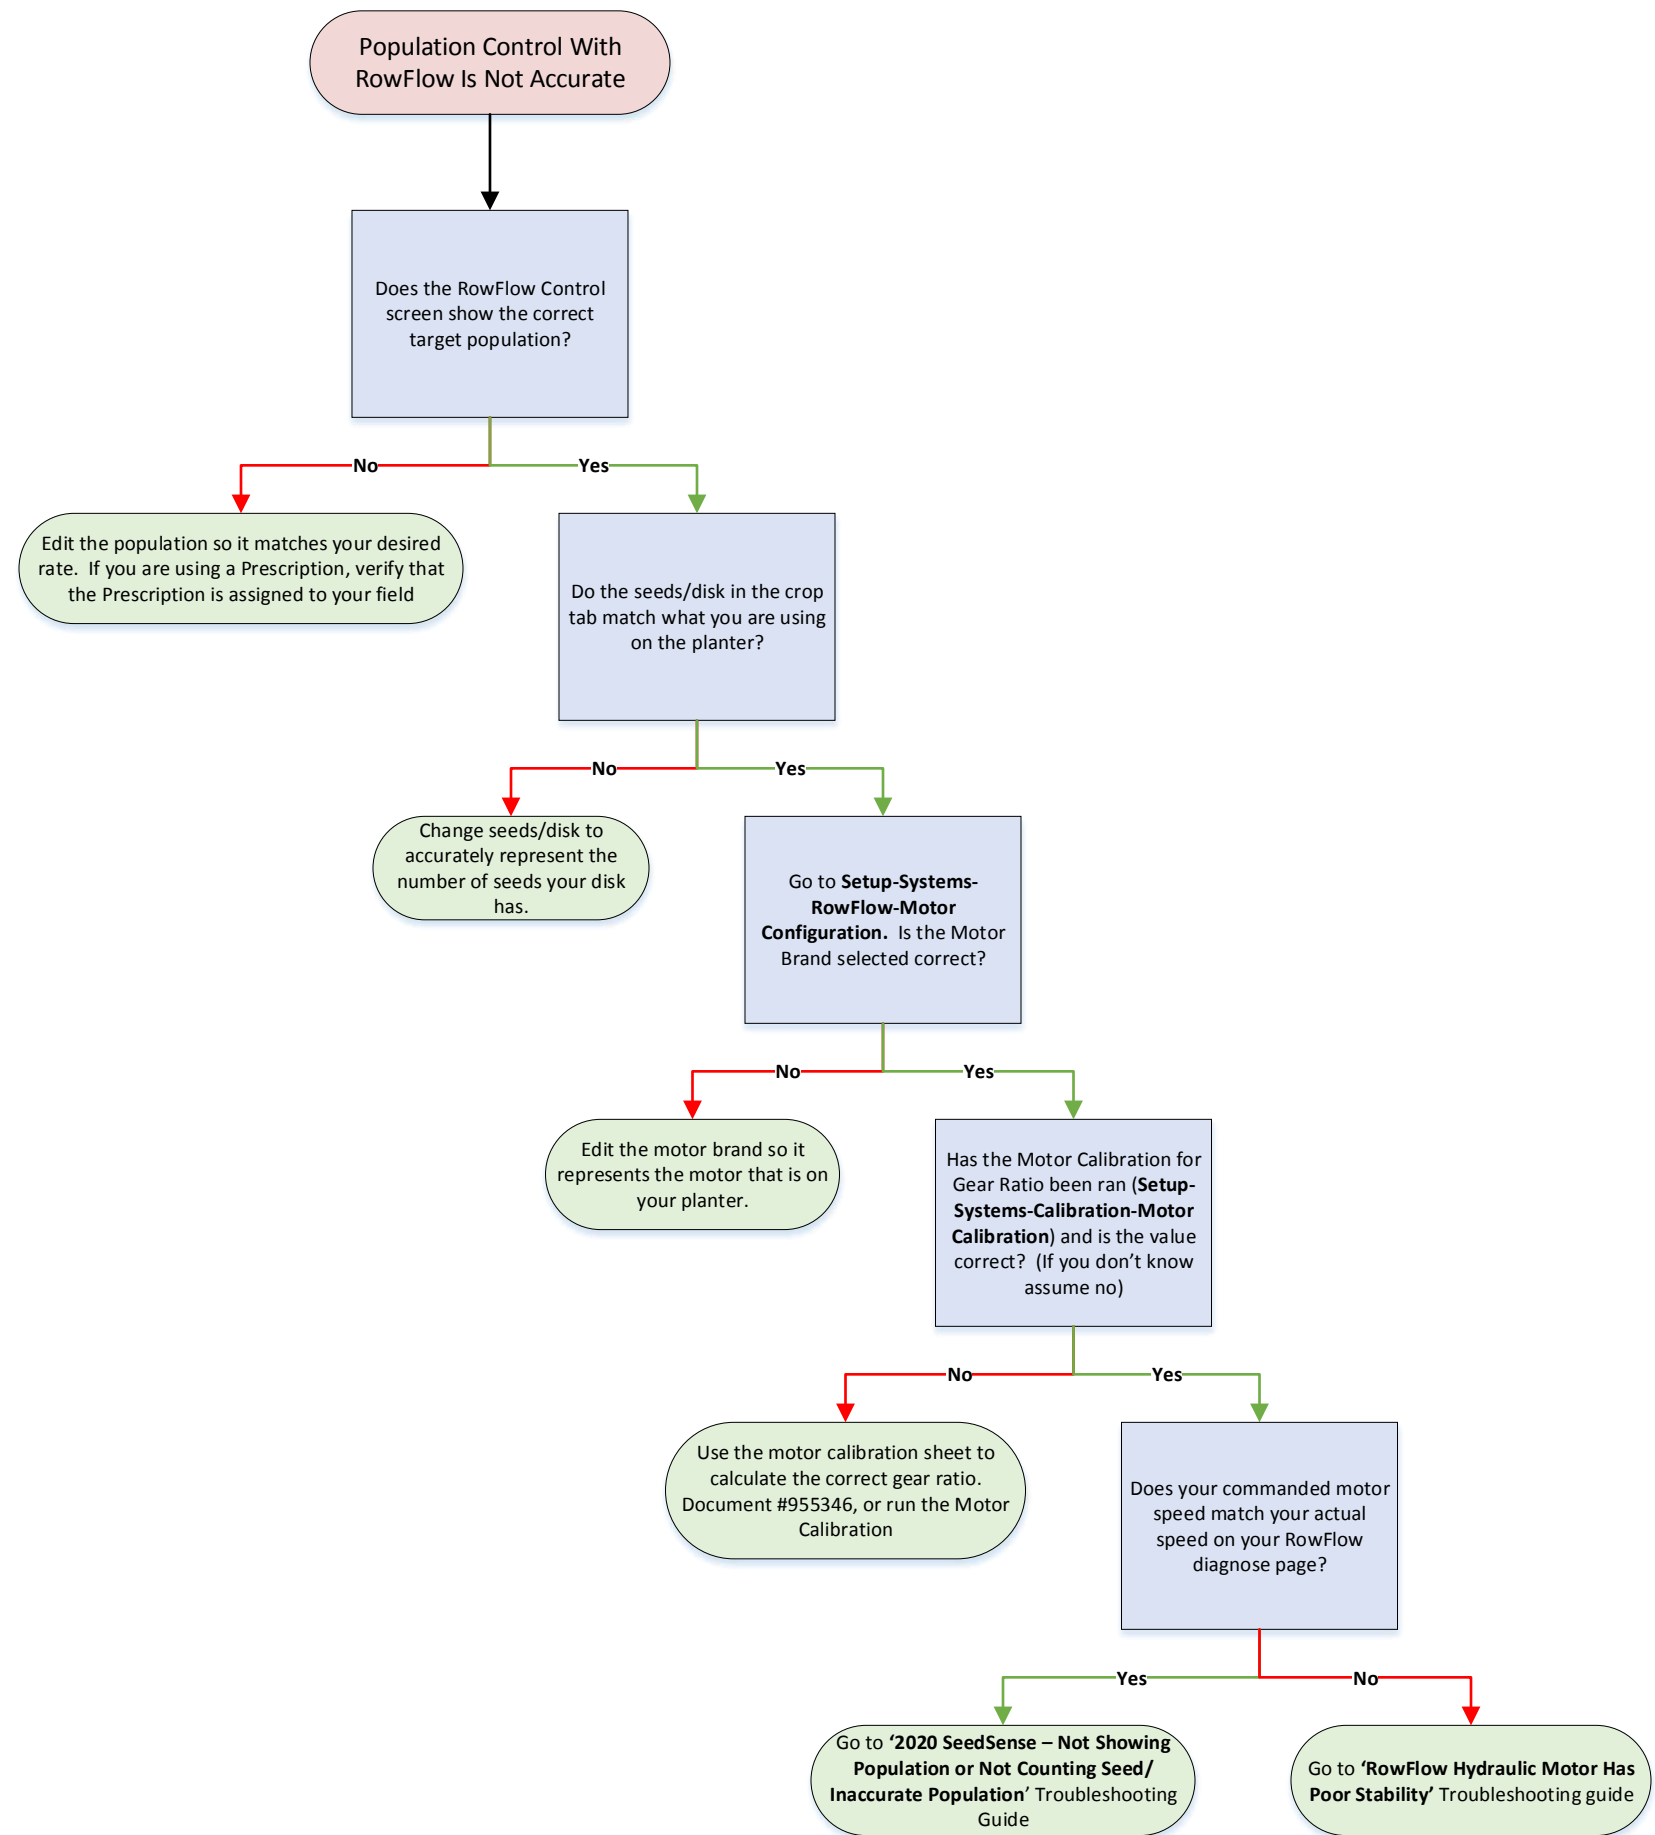 Population Control With
RowFlow Is Not Accurate
Does the RowFlow Control
screen show the correct
target population?
No
Yes
Edit the population so it matches your desired
rate.  If you are using a Prescription, verify that
the Prescription is assigned to your field
Do the seeds/disk in the crop
tab match what you are using
on the planter?
No
Yes
Change seeds/disk to
accurately represent the
number of seeds your disk
has.
Go to Setup-Systems-
RowFlow-Motor
Configuration.  Is the Motor
Brand selected correct?
No
Yes
Edit the motor brand so it
represents the motor that is on
your planter.
Has the Motor Calibration for
Gear Ratio been ran (Setup-
Systems-Calibration-Motor
Calibration) and is the value
correct?  (If you don’t know
assume no)
No
Yes
Use the motor calibration sheet to
calculate the correct gear ratio.
Document #955346, or run the Motor
Calibration
Does your commanded motor
speed match your actual
speed on your RowFlow
diagnose page?
Yes
No
Go to ‘2020 SeedSense – Not Showing
Population or Not Counting Seed/
Inaccurate Population’ Troubleshooting
Guide
Go to ‘RowFlow Hydraulic Motor Has
Poor Stability’ Troubleshooting guide